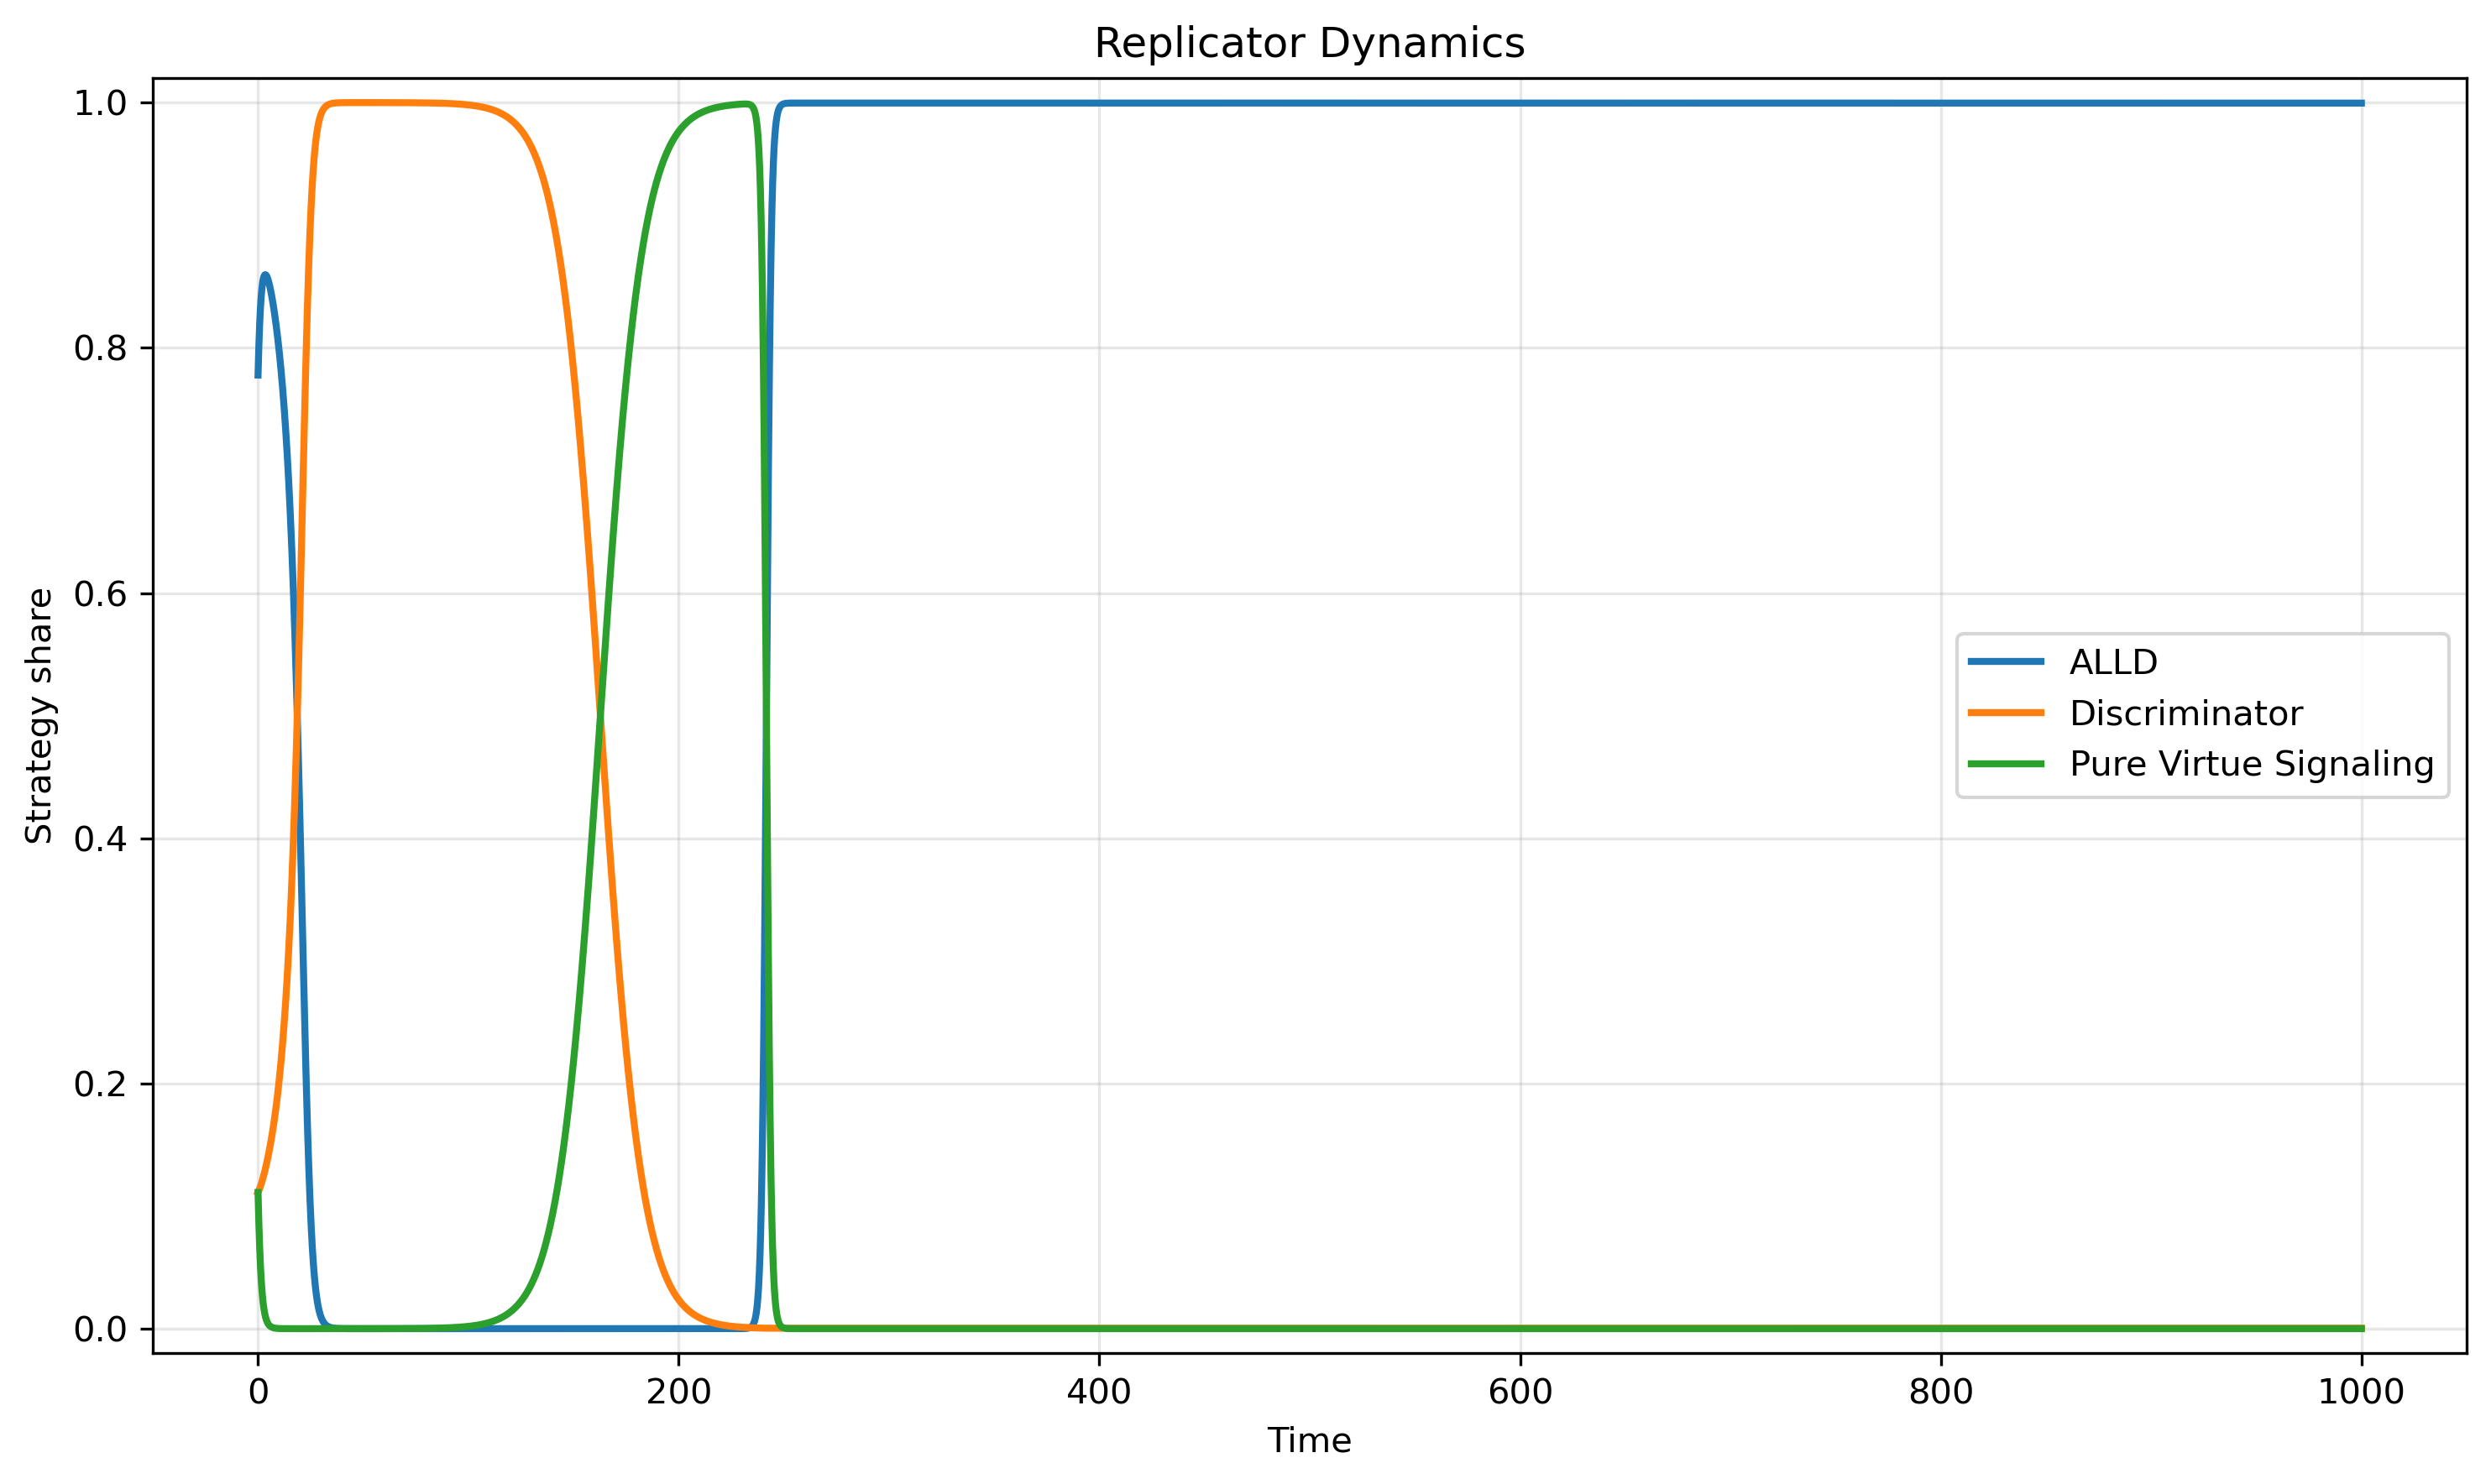 Replicator Dynamics
1.0
0.8
0.6
0.4
0.2
0.0
Strategy share
ALLD
Discriminator
Pure Virtue Signaling
0 200 400 600 800 1000
Time